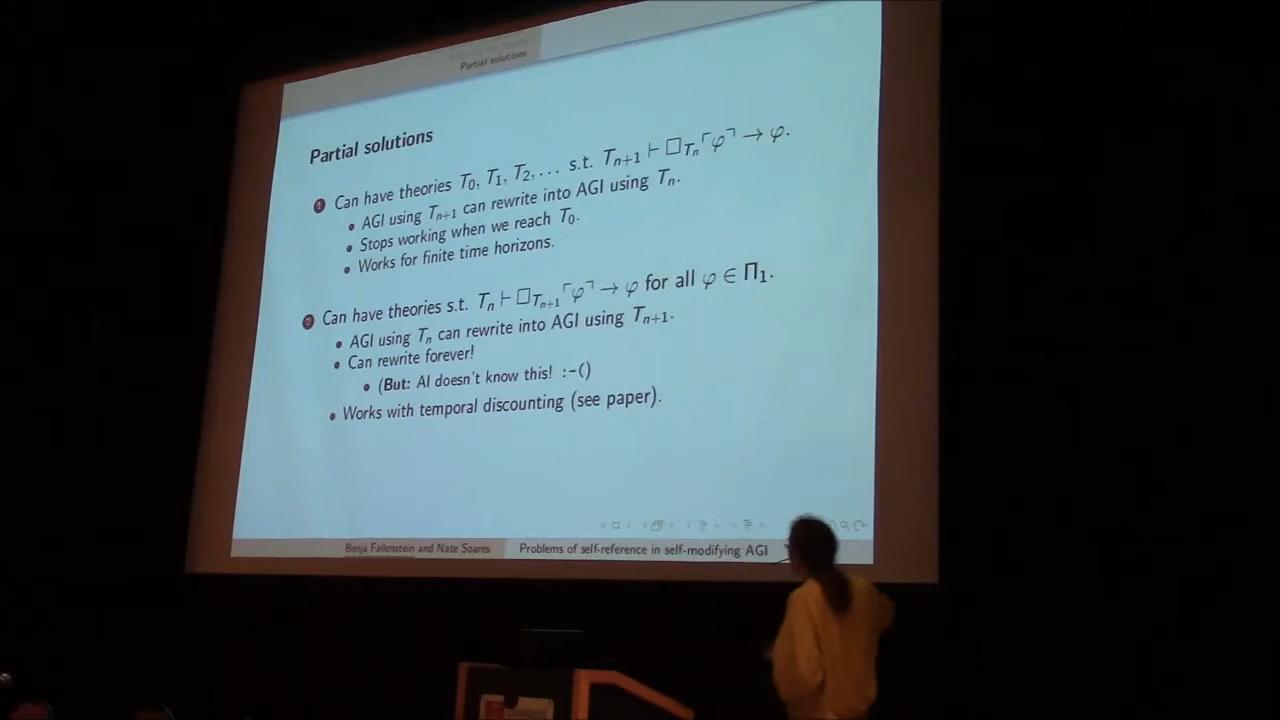 Partial solutions
Partial solutions
1 Can have theories T₀, T₁, T₂, … s.t. Tₙ₊₁ ⊢ □_Tₙ⌜φ⌝ → φ.
• AGI using Tₙ₊₁ can rewrite into AGI using Tₙ.
• Stops working when we reach T₀.
• Works for finite time horizons.
2 Can have theories s.t. Tₙ ⊢ □_Tₙ₊₁⌜φ⌝ → φ for all φ ∈ Π₁.
• AGI using Tₙ can rewrite into AGI using Tₙ₊₁.
• Can rewrite forever!
• (But: AI doesn't know this! :-()
• Works with temporal discounting (see paper).
Benja Fallenstein and Nate Soares Problems of self-reference in self-modifying AGI